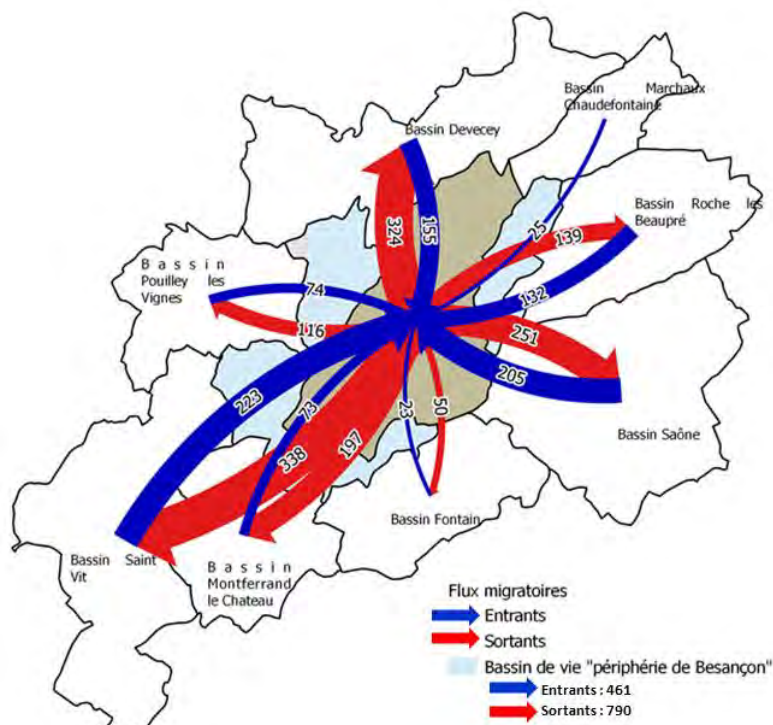 Bassin Marchaux
Chaudefontaine
Bassin Devecey
Bassin Roche les
Beaupré
25
139
324
155
Bassin
Pouilley les
Vignes
74
132
116
251
205
223
73
23
50
338
197
Bassin Saône
Bassin Fontain
Bassin Saint
Vit
Bassin
Montferrand
le Chateau
Flux migratoires
Entrants
Sortants
Bassin de vie "périphérie de Besançon"
Entrants : 461
Sortants : 790